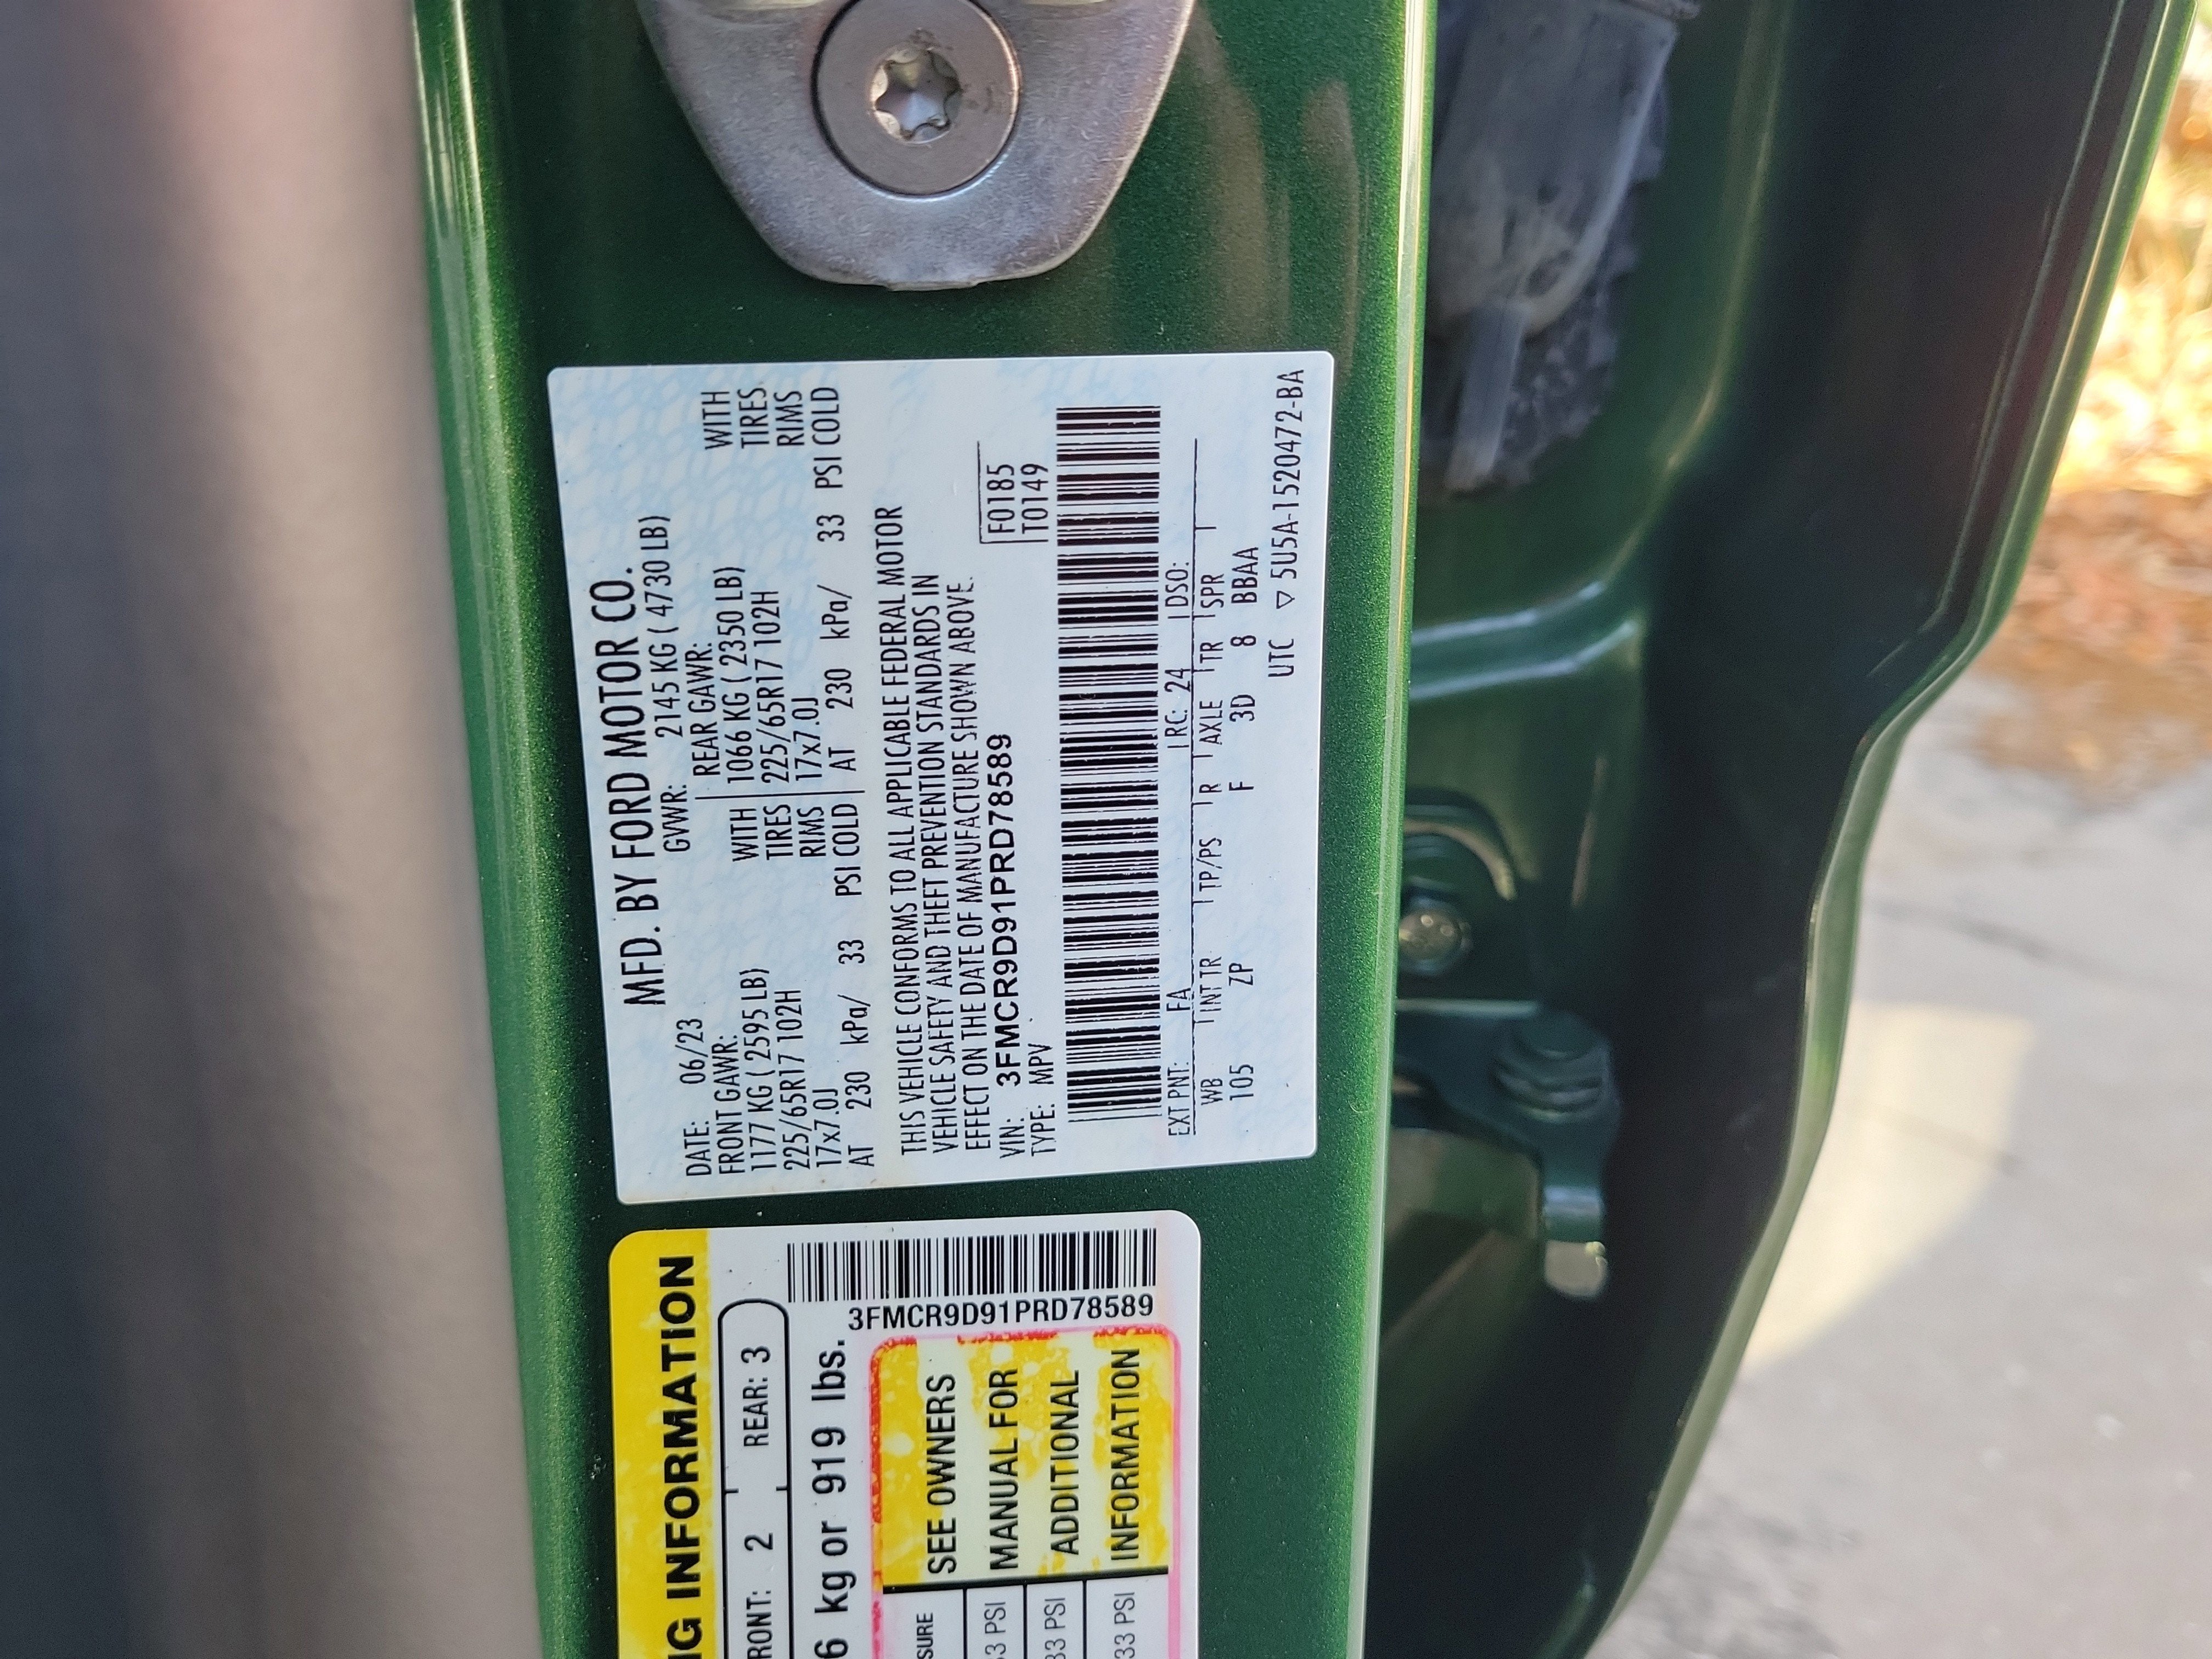 MFD. BY FORD MOTOR CO.
DATE: 06/23 GVWR: 2145 KG ( 4730 LB)
FRONT GAWR: REAR GAWR:
1177 KG ( 2595 LB) WITH 1066 KG ( 2350 LB) WITH
225/65R17 102H TIRES 225/65R17 102H TIRES
17x7.0J RIMS 17x7.0J RIMS
AT 230 kPa/ 33 PSI COLD AT 230 kPa/ 33 PSI COLD
THIS VEHICLE CONFORMS TO ALL APPLICABLE FEDERAL MOTOR
VEHICLE SAFETY AND THEFT PREVENTION STANDARDS IN
EFFECT ON THE DATE OF MANUFACTURE SHOWN ABOVE.
VIN: 3FMCR9D91PRD78589 F0185
TYPE: MPV T0149
EXT PNT: FA RC: 24 DSO:
WB INT TR TP/PS R AXLE TR SPR
105 ZP F 3D 8 BBAA
UTC ▽ 5U5A-1520472-BA
INFORMATION
2 REAR: 3
kg or 919 lbs.
3FMCR9D91PRD78589
SEE OWNERS
MANUAL FOR
ADDITIONAL
INFORMATION
PSI
33 PSI
33 PSI